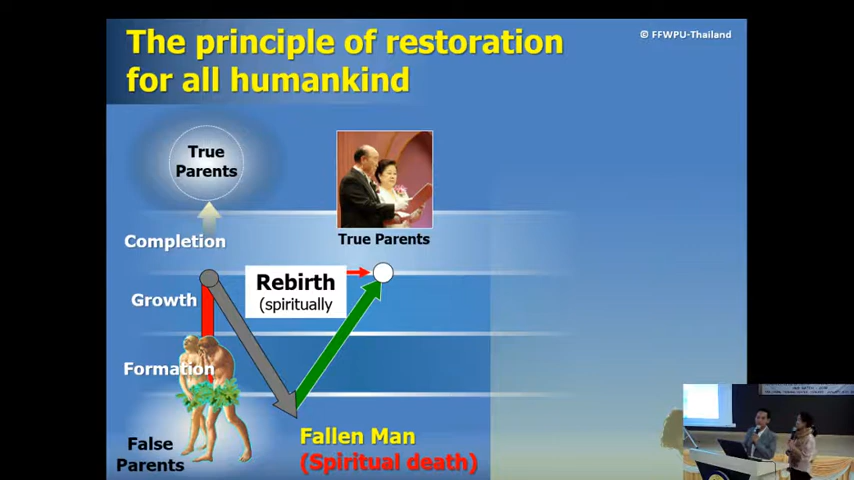 The principle of restoration
for all humankind
© FFWPU-Thailand
True
Parents
True Parents
Completion
Rebirth
(spiritually
Growth
Formation
False
Parents
Fallen Man
(Spiritual death)